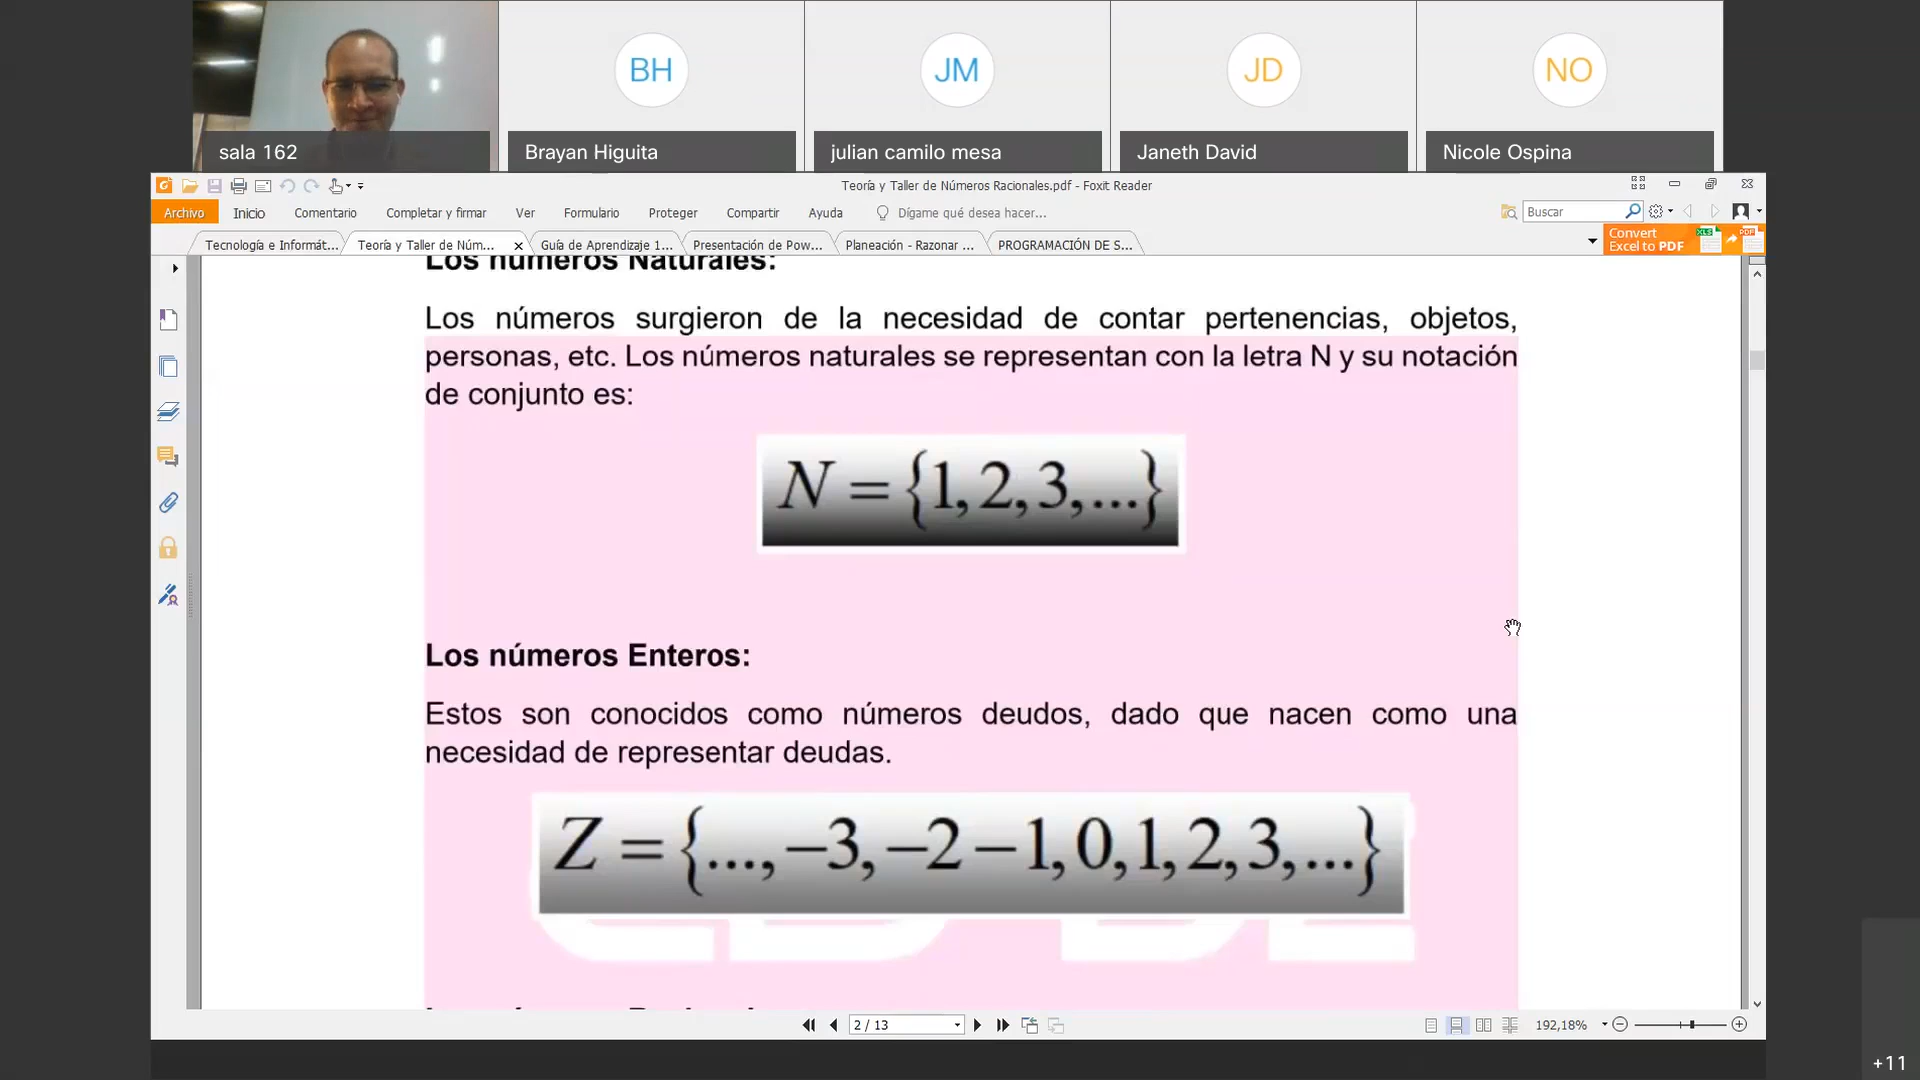 BH
JM
JD
NO
sala 162
Brayan Higuita
julian camilo mesa
Janeth David
Nicole Ospina
Teoría y Taller de Números Racionales.pdf - Foxit Reader
Archivo Inicio Comentario Completar y firmar Ver Formulario Proteger Compartir Ayuda Dígame qué desea hacer... Buscar
Tecnología e Informát... Teoría y Taller de Núm... Guía de Aprendizaje 1... Presentación de Pow... Planeación - Razonar ... PROGRAMACIÓN DE S...
Convert
Excel to PDF
Los números Naturales:
Los números surgieron de la necesidad de contar pertenencias, objetos,
personas, etc. Los números naturales se representan con la letra N y su notación
de conjunto es:
N = {1, 2, 3, ...}
Los números Enteros:
Estos son conocidos como números deudos, dado que nacen como una
necesidad de representar deudas.
Z = {..., −3, −2 −1, 0, 1, 2, 3, ...}
2 / 13
192,18%
+11